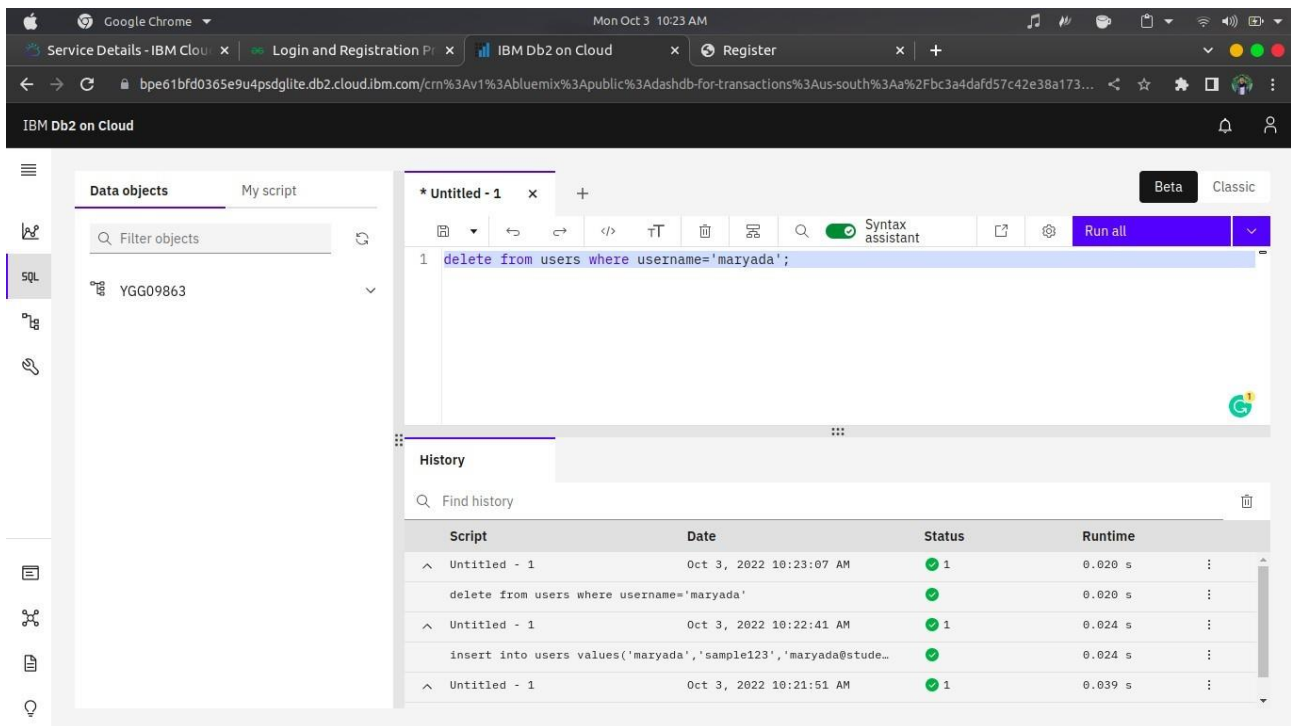 Google Chrome Mon Oct 3 10:23 AM
Service Details - IBM Clou Login and Registration Pr IBM Db2 on Cloud Register
bpe61bfd0365e9u4psdglite.db2.cloud.ibm.com/crn%3Av1%3Abluemix%3Apublic%3Adashdb-for-transactions%3Aus-south%3Aa%2Fbc3a4dafd57c42e38a173...
IBM Db2 on Cloud
Data objects My script * Untitled - 1 Beta Classic
Filter objects Syntax assistant Run all
1 delete from users where username='maryada';
SQL
YGG09863
1
History
Find history
Script Date Status Runtime
Untitled - 1 Oct 3, 2022 10:23:07 AM 1 0.020 s
delete from users where username='maryada' 0.020 s
Untitled - 1 Oct 3, 2022 10:22:41 AM 1 0.024 s
insert into users values('maryada','sample123','maryada@stude… 0.024 s
Untitled - 1 Oct 3, 2022 10:21:51 AM 1 0.039 s